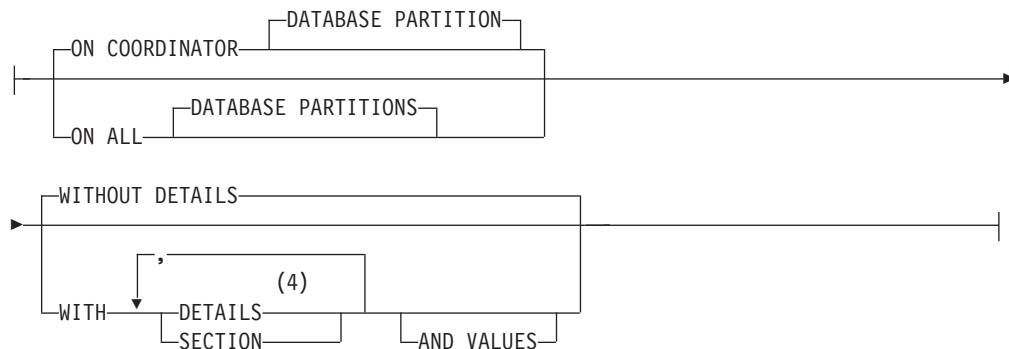 DATABASE PARTITION
ON COORDINATOR
DATABASE PARTITIONS
ON ALL
WITHOUT DETAILS
,
(4)
WITH DETAILS
SECTION AND VALUES